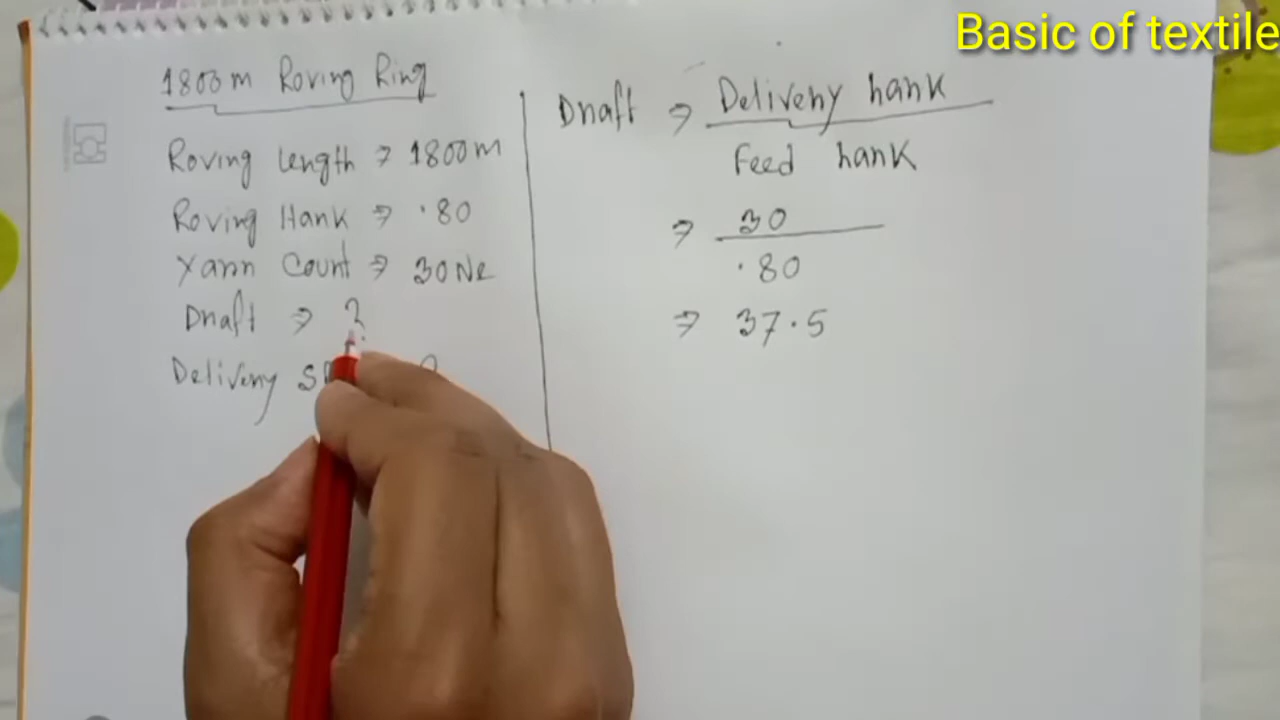 Basic of textile
1800m Roving Ring
Roving Length ⇒ 1800m
Roving Hank ⇒ .80
Yarn Count ⇒ 30Ne
Draft ⇒ ?
Delivery
Draft ⇒ Delivery hank
Feed hank
⇒ 30
.80
⇒ 37.5